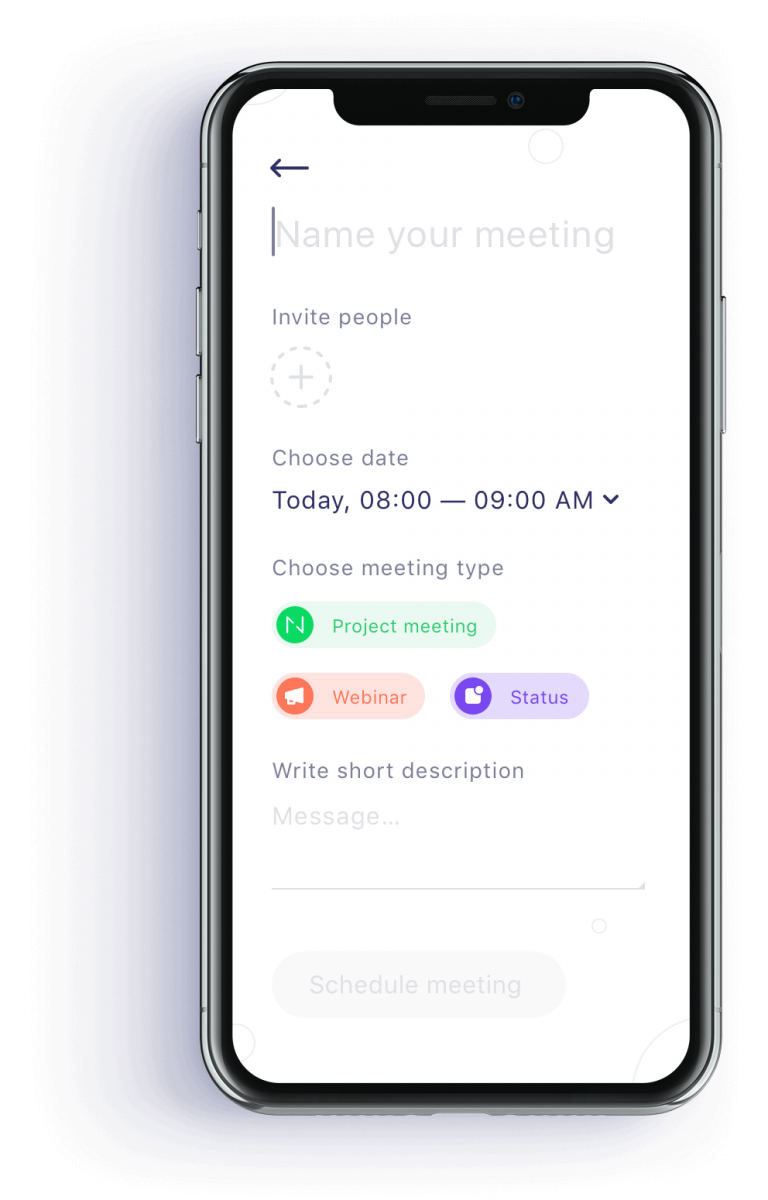 Name your meeting
Invite people
Choose date
Today, 08:00 — 09:00 AM
Choose meeting type
Project meeting
Webinar
Status
Write short description
Message...
Schedule meeting